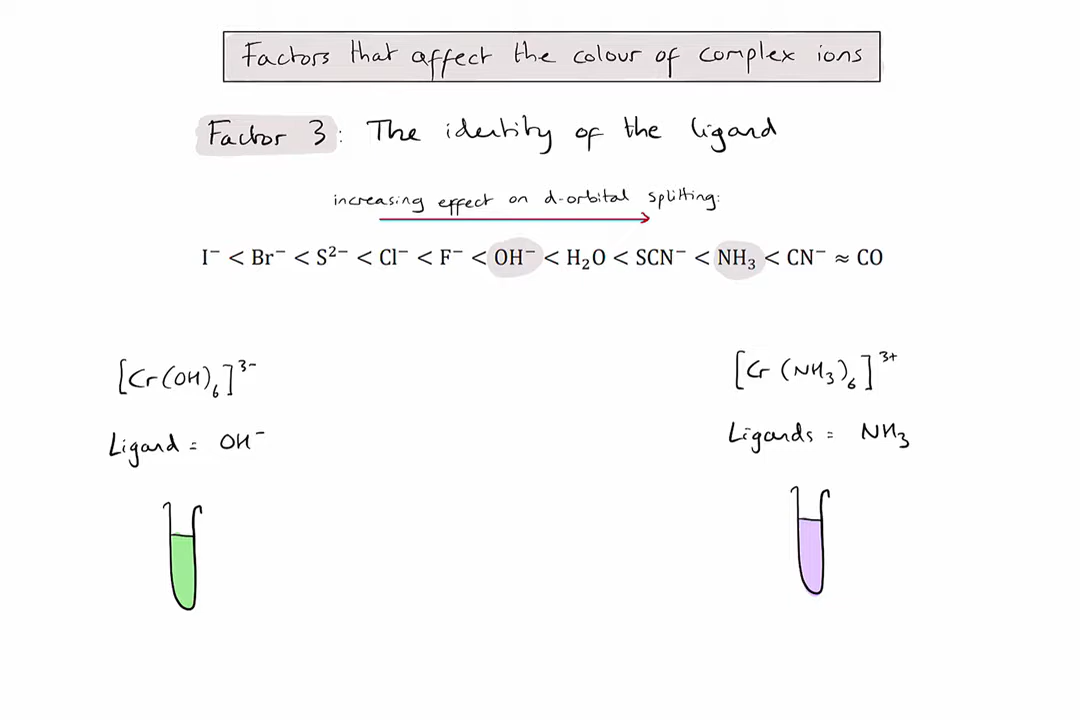 Factors that affect the colour of complex ions
Factor 3: The identity of the ligand
increasing effect on d-orbital splitting:
I⁻ < Br⁻ < S²⁻ < Cl⁻ < F⁻ < OH⁻ < H₂O < SCN⁻ < NH₃ < CN⁻ ≈ CO
[Cr(OH)₆]³⁻
Ligand = OH⁻
[Cr(NH₃)₆]³⁺
Ligands = NH₃